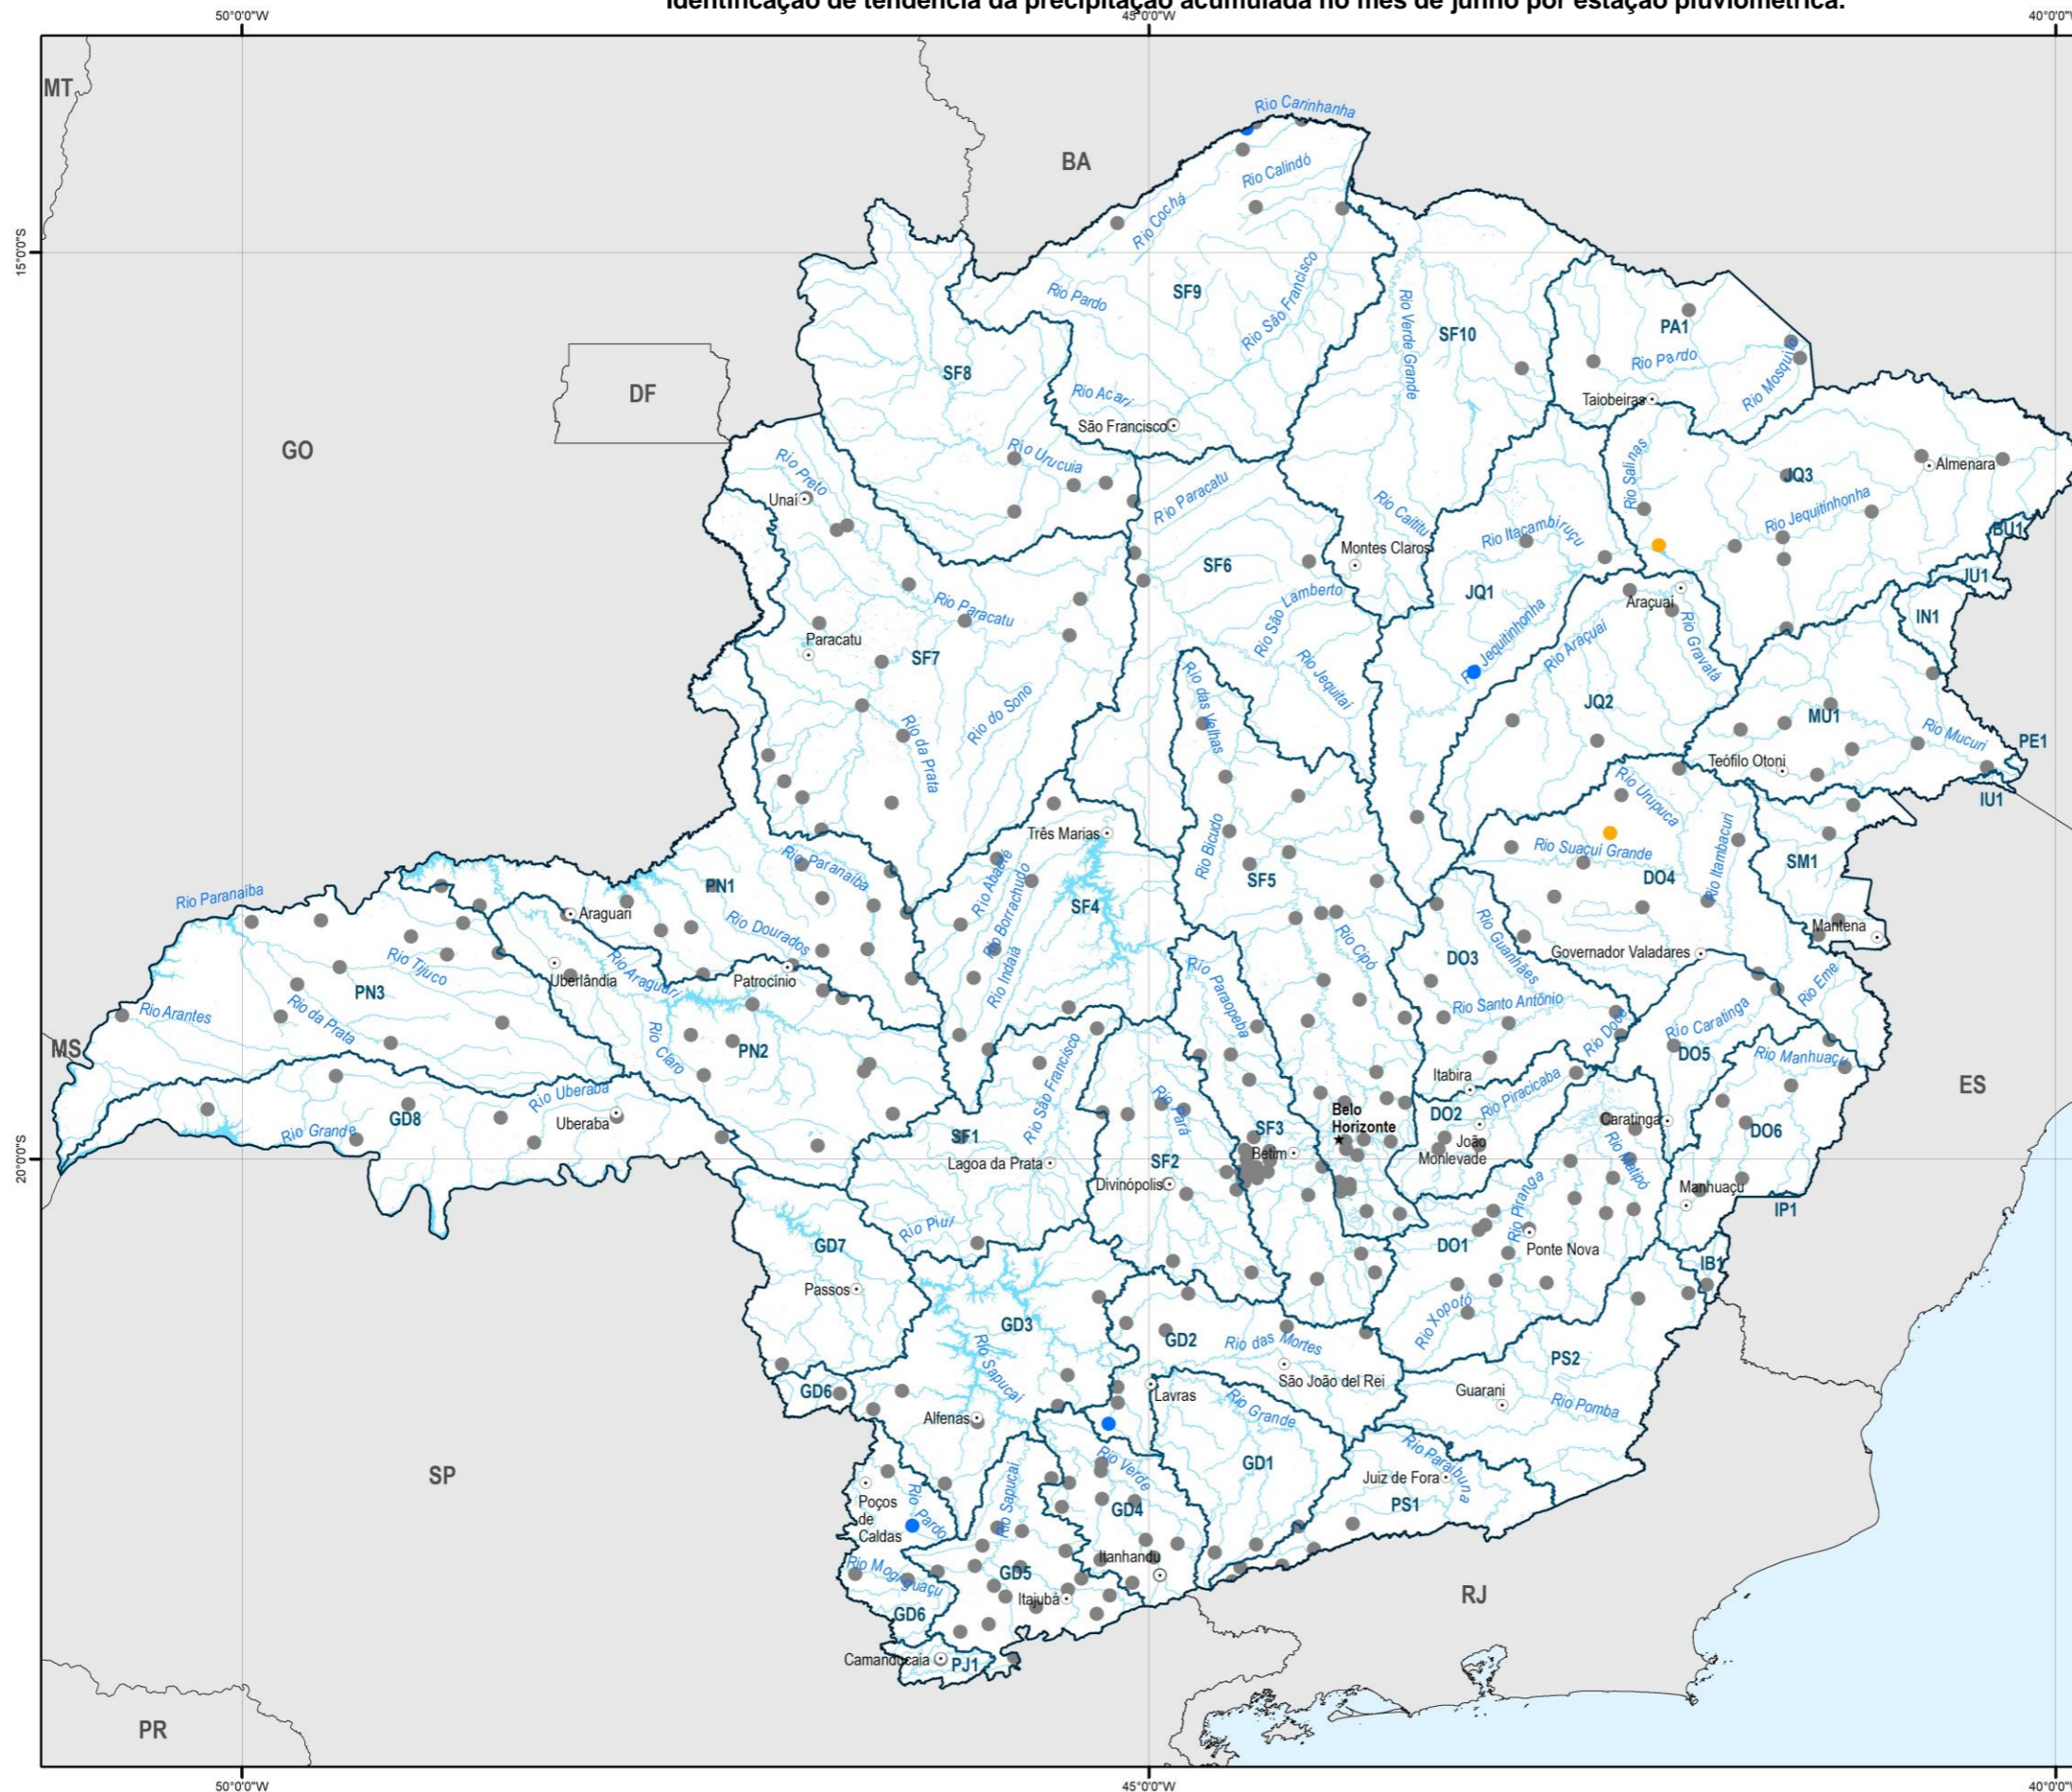 Identificação de tendência da precipitação acumulada no mês de junho por estação pluviométrica.
50°0'0"W
45°0'0"W
MT
Rio Carinhanha
BA
Rio Calindó
Rio Cochá
15°0'0"S
SF9
Rio Pardo
Rio São Francisco
Rio Verde Grande
SF10
PA1
Rio Pardo
Rio Mosquito
DF
SF8
Rio Acari
Taiobeiras
São Francisco
GO
Rio Urucuia
Rio Preto
Unaí
Rio Paracatu
Rio Salinas
Almenara
JQ3
Rio Jequitinhonha
Rio Caititu
Rio Itacambiruçu
BU1
Montes Claros
SF6
JU1
JQ1
Rio São Lamberto
Araçuaí
Rio Paracatu
IN1
Paracatu
SF7
Rio Jequitinhonha
Rio Araçuaí
Rio Gravatá
Rio das Velhas
Rio Jequitaí
Rio do Sono
JQ2
MU1
Rio da Prata
Rio Mucuri
PE1
Teófilo Otoni
Rio Urupuca
IU1
Três Marias
Rio Bicudo
Rio Suaçuí Grande
Rio Itambacuri
SM1
Rio Paranaíba
Rio Abaeté
DO4
PN1
SF5
Rio Paranaíba
Rio Borrachudo
SF4
Araguari
Rio Dourados
Rio Cipó
Rio Guanhães
Mantena
Governador Valadares
Rio Tijuco
Rio Indaiá
DO3
Uberlândia
Rio Araguari
Patrocínio
Rio Paraopeba
Rio Eme
PN3
Rio Arantes
Rio da Prata
Rio Santo Antônio
Rio Doce
Rio Caratinga
MS
Rio Claro
PN2
Rio São Francisco
DO5
Rio Manhuaçu
Itabira
ES
Rio Uberaba
Rio Pará
Rio Piracicaba
GD8
Uberaba
Belo
Horizonte
DO2
Caratinga
Rio Grande
SF1
SF3
João
Monlevade
DO6
20°0'0"S
Lagoa da Prata
SF2
Betim
Rio Matipó
Divinópolis
Manhuaçu
Rio Piuí
Rio Piranga
IP1
GD7
DO1
Ponte Nova
IB1
Passos
Rio Xopotó
GD3
GD2
Rio das Mortes
PS2
Rio Sapucaí
São João del Rei
GD6
Lavras
Guarani
Rio Grande
Rio Pomba
Alfenas
SP
Rio Verde
GD1
Rio Paraibuna
Juiz de Fora
Poços
de
Caldas
Rio Pardo
Rio Sapucaí
GD4
PS1
Itanhandu
Rio Mogi-guaçu
GD5
Itajubá
RJ
GD6
Camanducaia
PJ1
PR
50°0'0"W
45°0'0"W